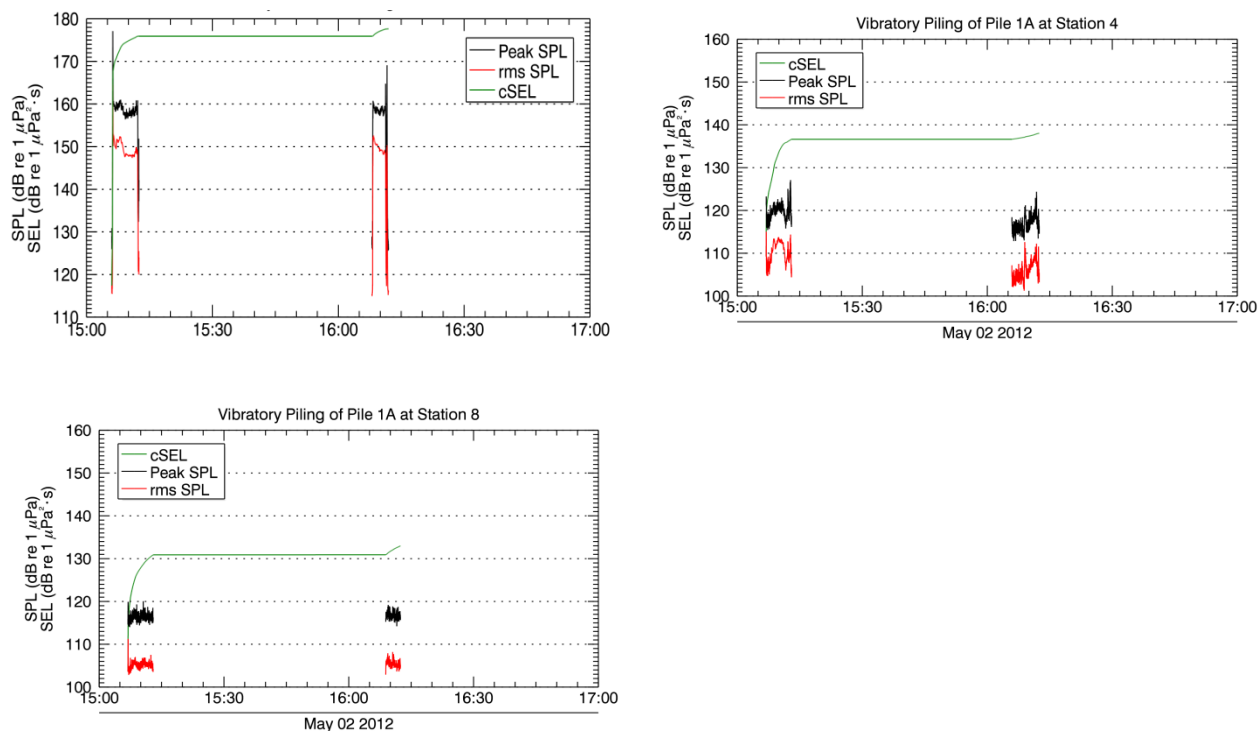 180
170
160
150
140
130
120
110
SPL (dB re 1 μPa)
SEL (dB re 1 μPa²·s)
Peak SPL
rms SPL
cSEL
15:00
15:30
16:00
16:30
17:00
Vibratory Piling of Pile 1A at Station 4
160
150
140
130
120
110
100
SPL (dB re 1 μPa)
SEL (dB re 1 μPa²·s)
cSEL
Peak SPL
rms SPL
15:00
15:30
16:00
16:30
17:00
May 02 2012
Vibratory Piling of Pile 1A at Station 8
160
150
140
130
120
110
100
SPL (dB re 1 μPa)
SEL (dB re 1 μPa²·s)
cSEL
Peak SPL
rms SPL
15:00
15:30
16:00
16:30
17:00
May 02 2012